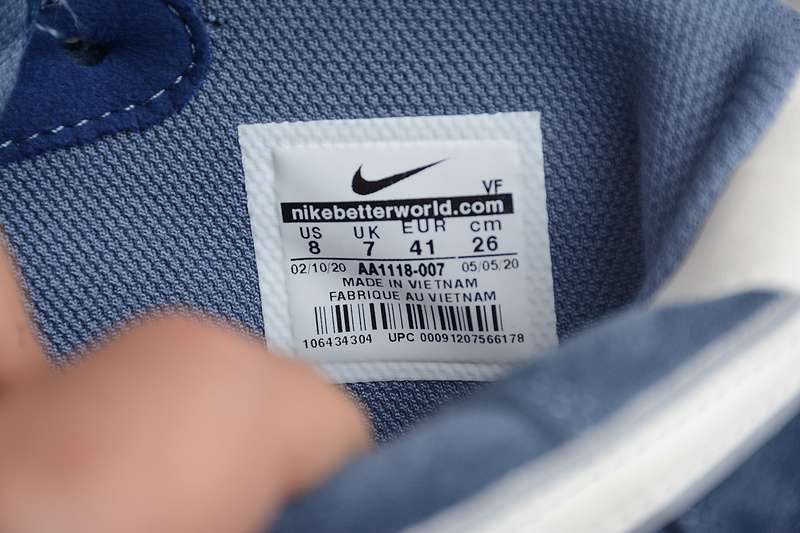 VF
nikebetterworld.com
US UK EUR cm
8 7 41 26
02/10/20 AA1118-007 05/05/20
MADE IN VIETNAM
FABRIQUE AU VIETNAM
106434304 UPC 00091207566178